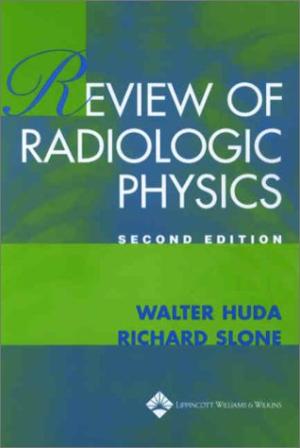 REVIEW OF
RADIOLOGIC
PHYSICS
SECOND EDITION
WALTER HUDA
RICHARD SLONE
LIPPINCOTT WILLIAMS & WILKINS